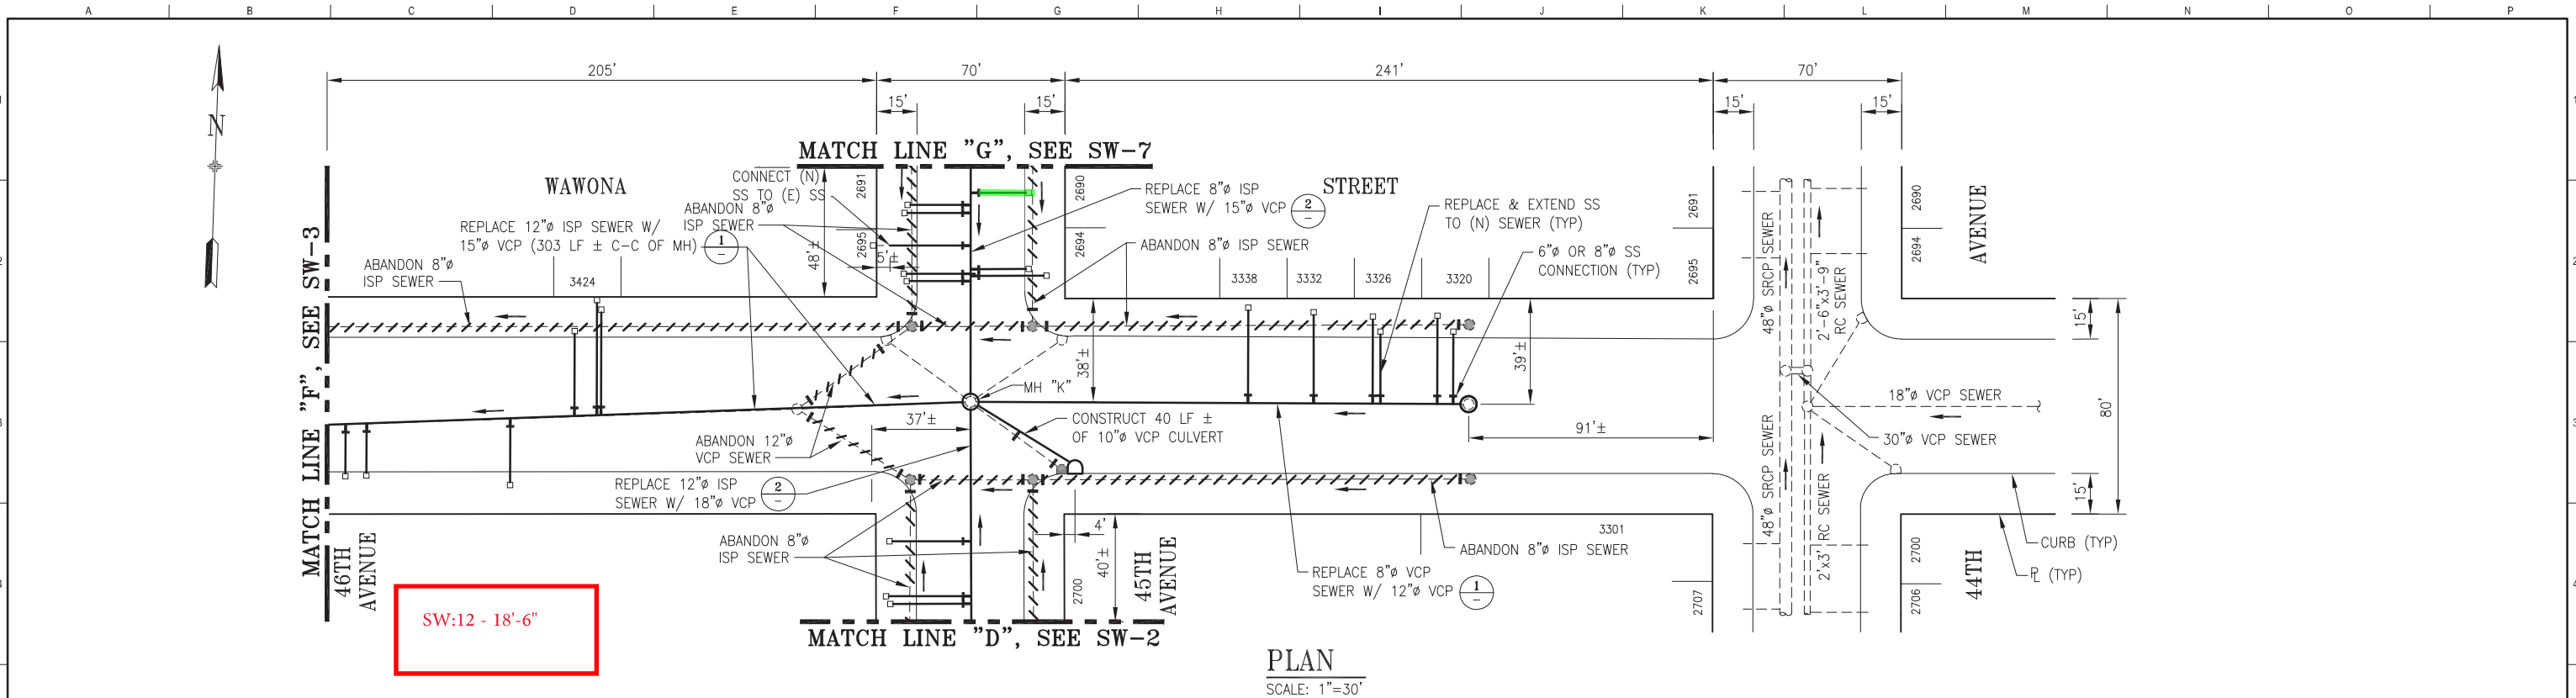 A B C D E F G H I J K L M N O P
1
2
3
4
1
2
3
4
N
205'
70'
241'
70'
15'
15'
15'
15'
MATCH LINE "G", SEE SW-7
WAWONA
STREET
AVENUE
CONNECT (N)
SS TO (E) SS
ABANDON 8"ø
ISP SEWER
REPLACE 12"ø ISP SEWER W/
15"ø VCP (303 LF ± C-C OF MH)
1
-
ABANDON 8"ø
ISP SEWER
3424
48'±
5'±
2691
2695
2690
2694
REPLACE 8"ø ISP
SEWER W/ 15"ø VCP
2
-
ABANDON 8"ø ISP SEWER
REPLACE & EXTEND SS
TO (N) SEWER (TYP)
6"ø OR 8"ø SS
CONNECTION (TYP)
3338
3332
3326
3320
2691
2695
48"ø SRCP SEWER
2'-6"x3'-9"
RC SEWER
2690
2694
MATCH LINE "F", SEE SW-3
38'±
39'±
MH "K"
37'±
CONSTRUCT 40 LF ±
OF 10"ø VCP CULVERT
91'±
18"ø VCP SEWER
30"ø VCP SEWER
15'
80'
15'
ABANDON 12"ø
VCP SEWER
REPLACE 12"ø ISP
SEWER W/ 18"ø VCP
2
-
ABANDON 8"ø
ISP SEWER
4'
40'±
2700
45TH
AVENUE
46TH
AVENUE
3301
ABANDON 8"ø ISP SEWER
REPLACE 8"ø VCP
SEWER W/ 12"ø VCP
1
-
48"ø SRCP SEWER
2'x3' RC SEWER
2707
2700
2706
44TH
CURB (TYP)
PL (TYP)
SW:12 - 18'-6"
MATCH LINE "D", SEE SW-2
PLAN
SCALE: 1"=30'